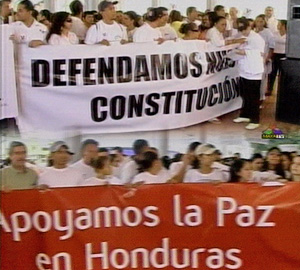 DEFENDAMOS
CONSTITUCIÓN
Apoyamos la Paz
en Honduras